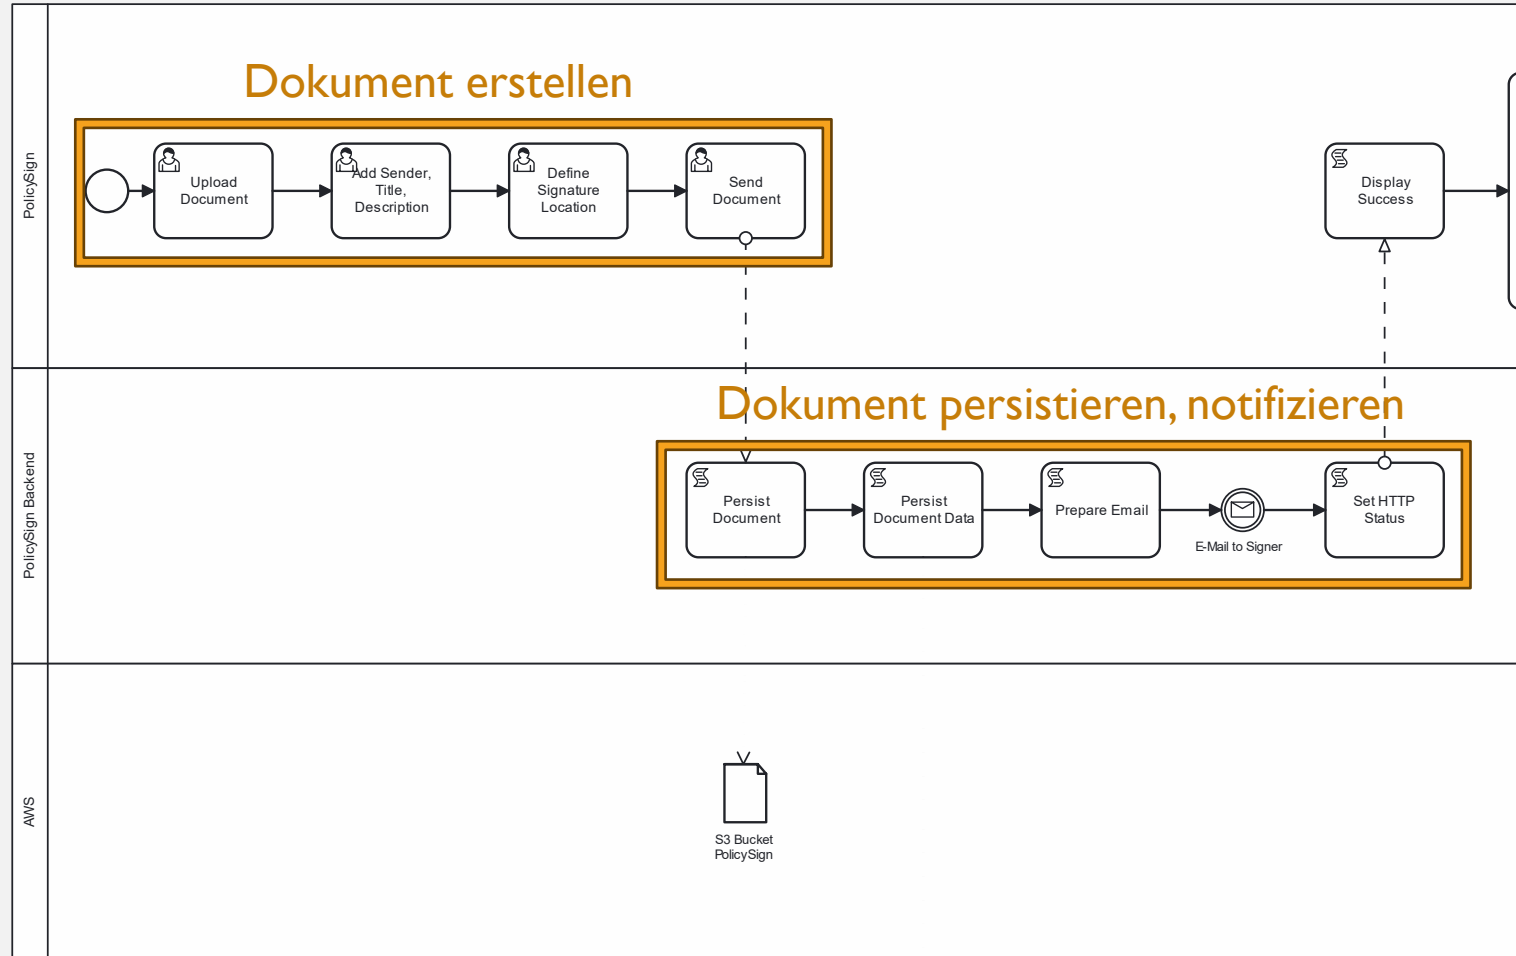 PolicySign
Dokument erstellen
Upload
Document
Add Sender,
Title,
Description
Define
Signature
Location
Send
Document
Display
Success
PolicySign Backend
Dokument persistieren, notifizieren
Persist
Document
Persist
Document Data
Prepare Email
E-Mail to Signer
Set HTTP
Status
AWS
S3 Bucket
PolicySign